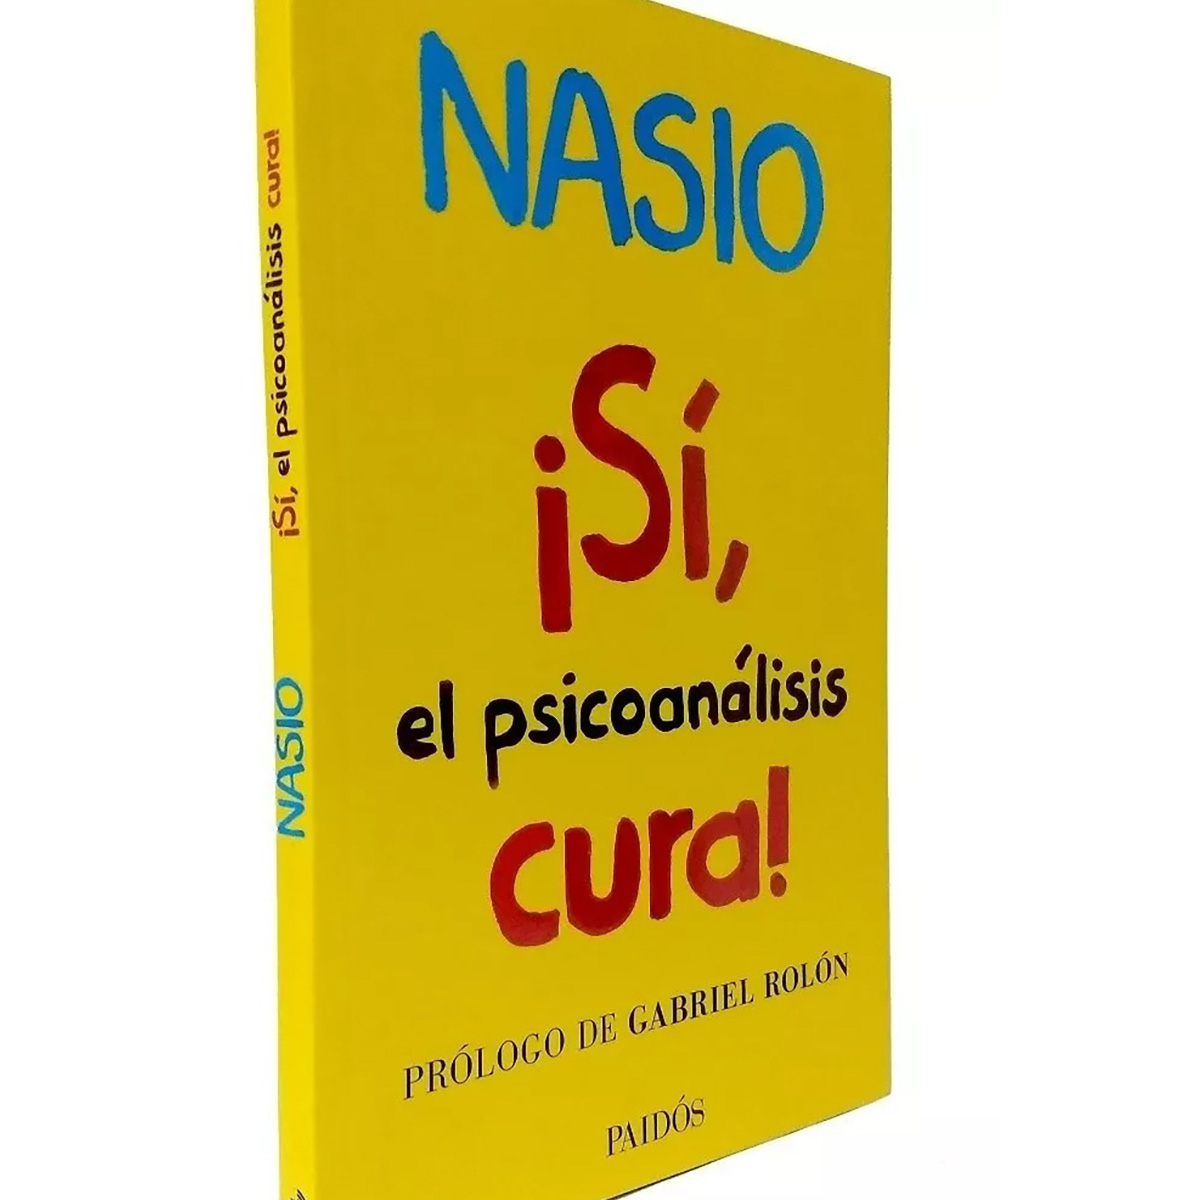 NASIO
¡Sí,
el psicoanálisis
cura!
PRÓLOGO DE GABRIEL ROLÓN
PAIDÓS
¡Sí, el psicoanálisis cura!
NASIO